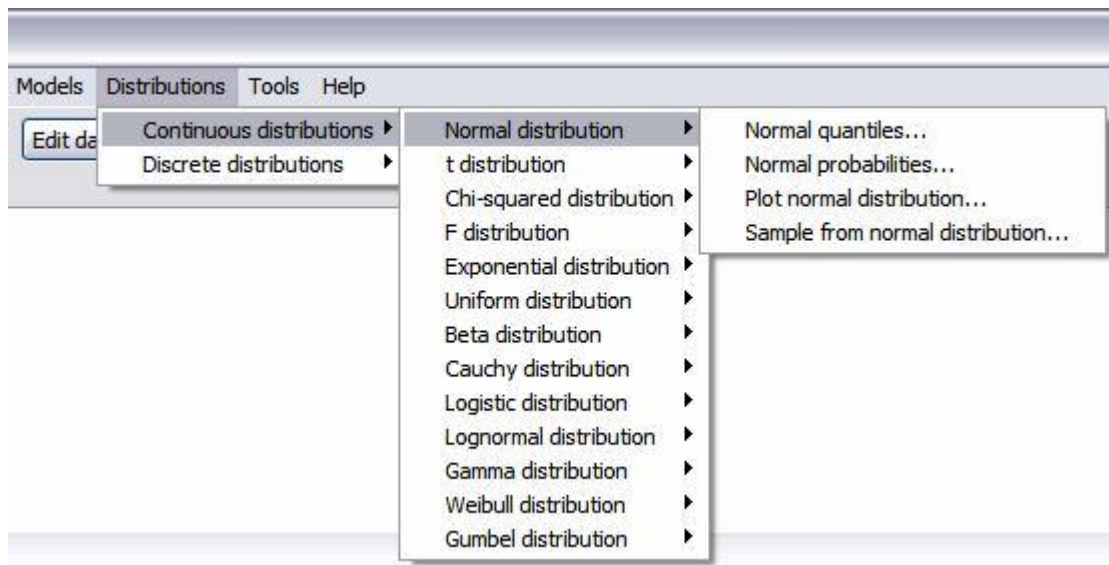 Models Distributions Tools Help
Edit da
Continuous distributions
Discrete distributions
Normal distribution
t distribution
Chi-squared distribution
F distribution
Exponential distribution
Uniform distribution
Beta distribution
Cauchy distribution
Logistic distribution
Lognormal distribution
Gamma distribution
Weibull distribution
Gumbel distribution
Normal quantiles...
Normal probabilities...
Plot normal distribution...
Sample from normal distribution...